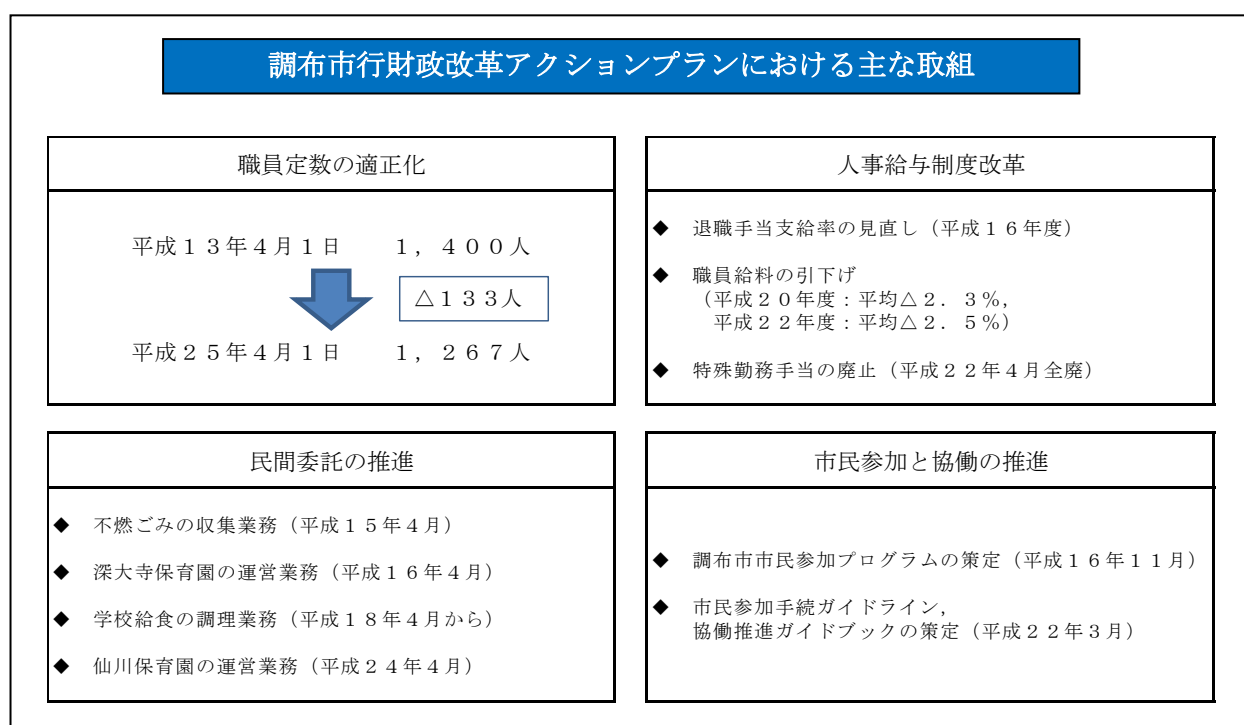 調布市行財政改革アクションプランにおける主な取組
職員定数の適正化
平成13年4月1日　　1,400人
△133人
平成25年4月1日　　1,267人
人事給与制度改革
◆ 退職手当支給率の見直し（平成16年度）
◆ 職員給料の引下げ
（平成20年度：平均△2.3%,
平成22年度：平均△2.5%）
◆ 特殊勤務手当の廃止（平成22年4月全廃）
民間委託の推進
◆ 不燃ごみの収集業務（平成15年4月）
◆ 深大寺保育園の運営業務（平成16年4月）
◆ 学校給食の調理業務（平成18年4月から）
◆ 仙川保育園の運営業務（平成24年4月）
市民参加と協働の推進
◆ 調布市市民参加プログラムの策定（平成16年11月）
◆ 市民参加手続ガイドライン,
協働推進ガイドブックの策定（平成22年3月）